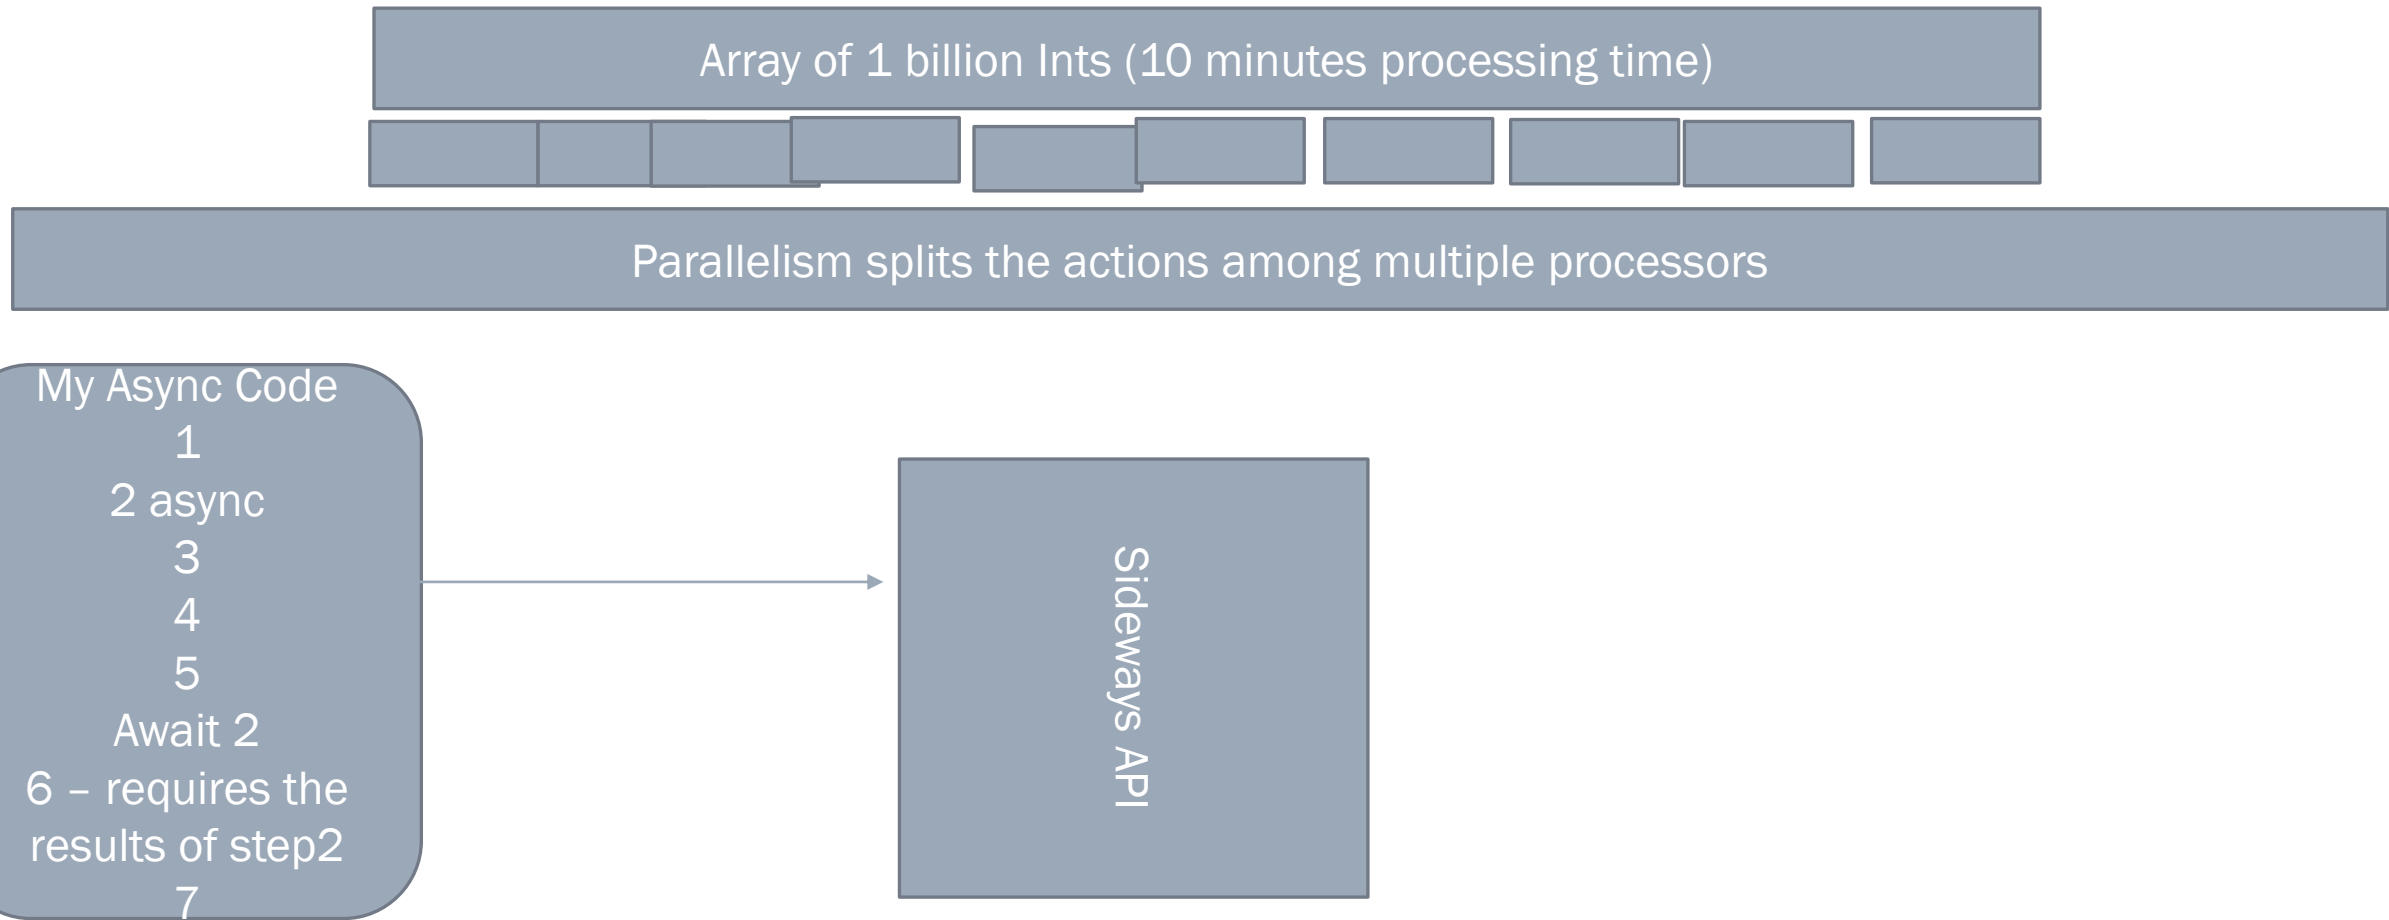 Array of 1 billion Ints (10 minutes processing time)
Parallelism splits the actions among multiple processors
My Async Code
1
2 async
3
4
5
Await 2
6 – requires the
results of step2
7
Sideways API